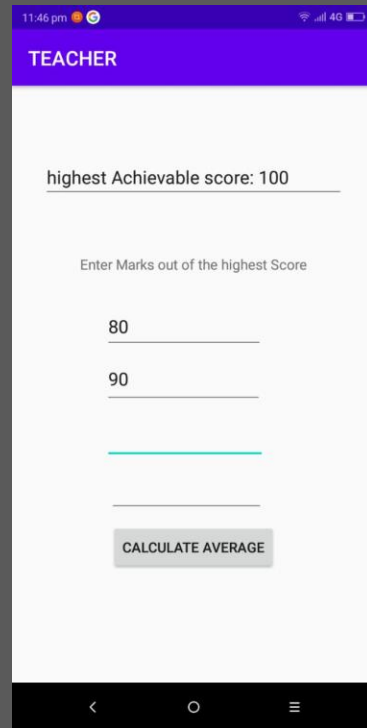 11:46 pm 4G
TEACHER
highest Achievable score: 100
Enter Marks out of the highest Score
80
90
CALCULATE AVERAGE